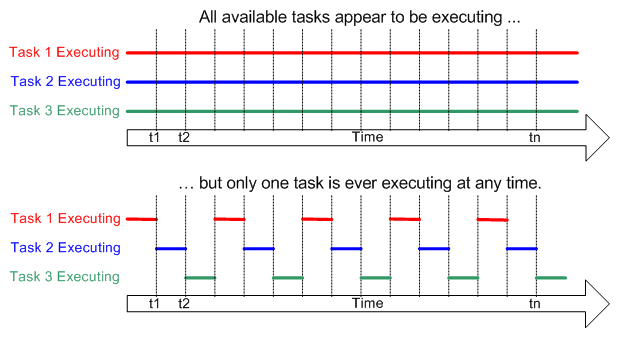 All available tasks appear to be executing ...
Task 1 Executing
Task 2 Executing
Task 3 Executing
t1 t2 Time tn
... but only one task is ever executing at any time.
Task 1 Executing
Task 2 Executing
Task 3 Executing
t1 t2 Time tn